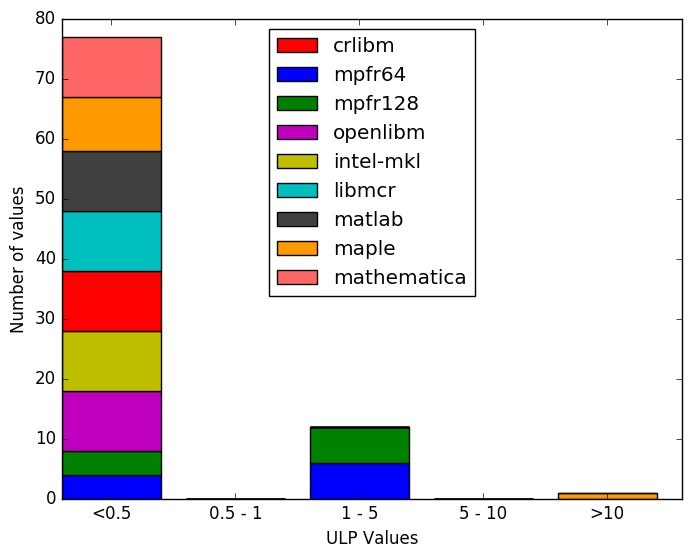 80
70
60
50
40
30
20
10
0
Number of values
crlibm
mpfr64
mpfr128
openlibm
intel-mkl
libmcr
matlab
maple
mathematica
<0.5
0.5 - 1
1 - 5
5 - 10
>10
ULP Values